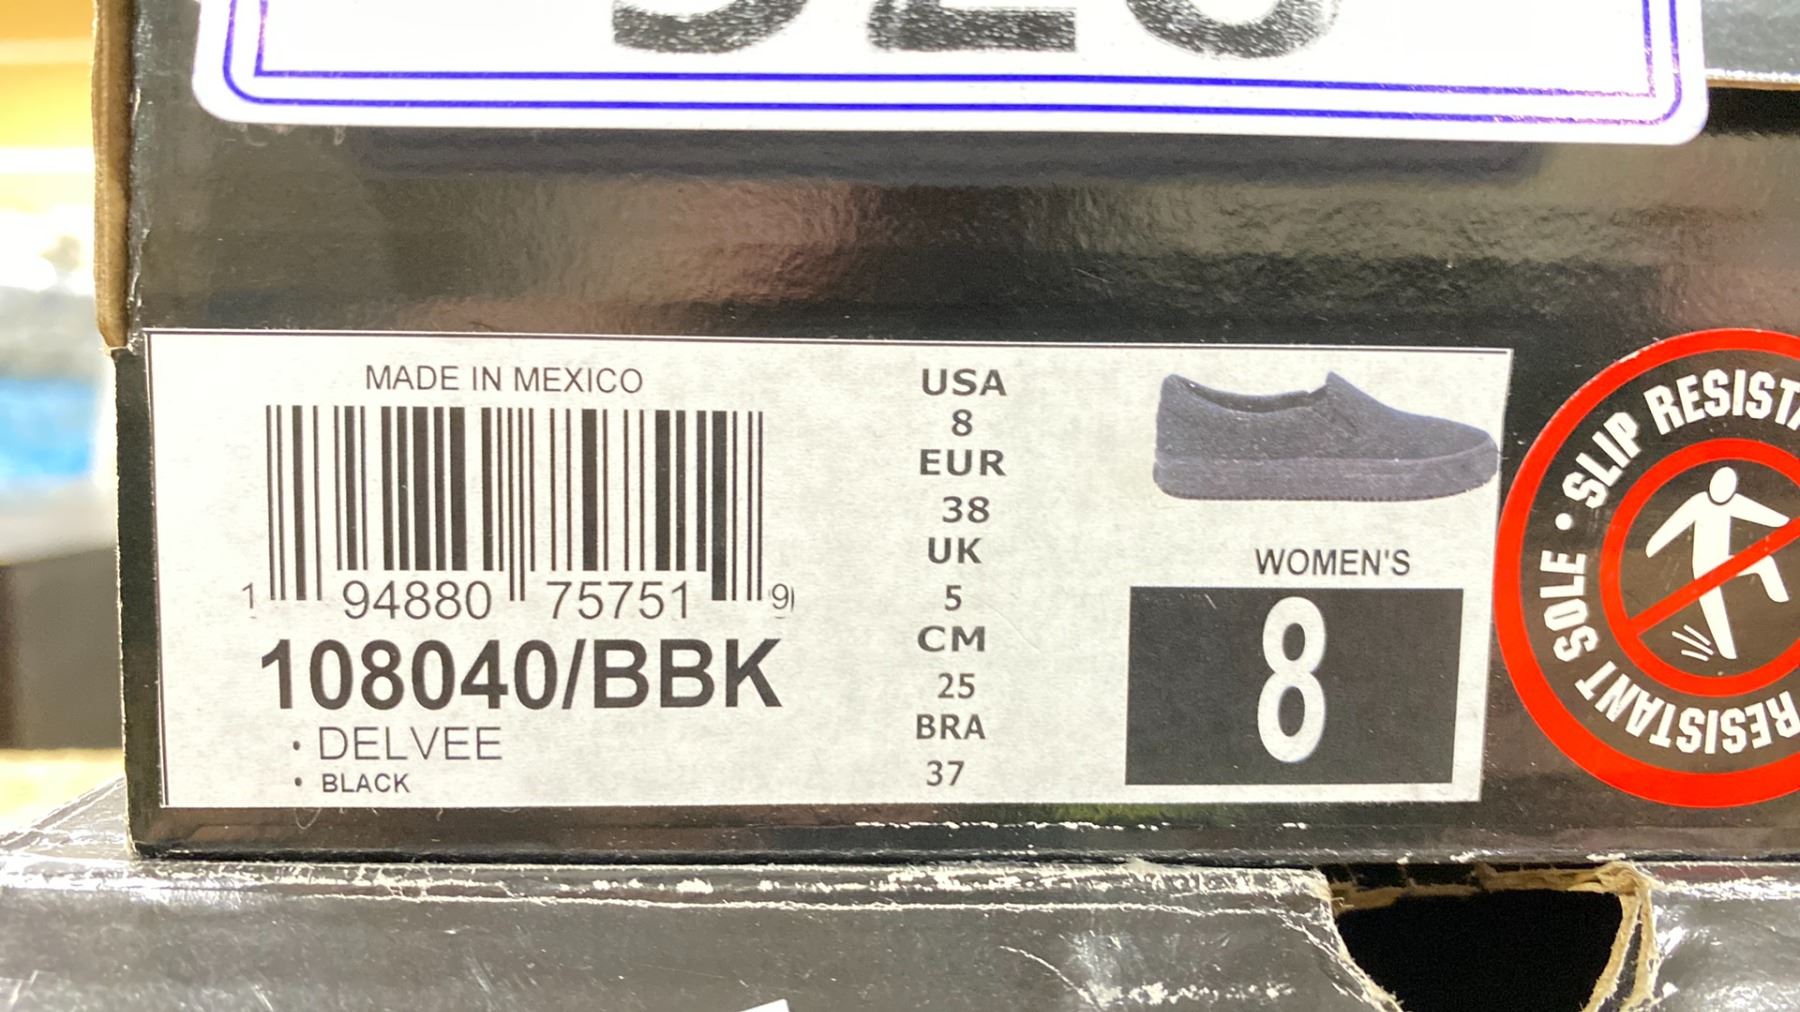 MADE IN MEXICO
1 94880 75751 9
108040/BBK
• DELVEE
• BLACK
USA
8
EUR
38
UK
5
CM
25
BRA
37
WOMEN'S
8
SLIP RESISTANT SOLE •